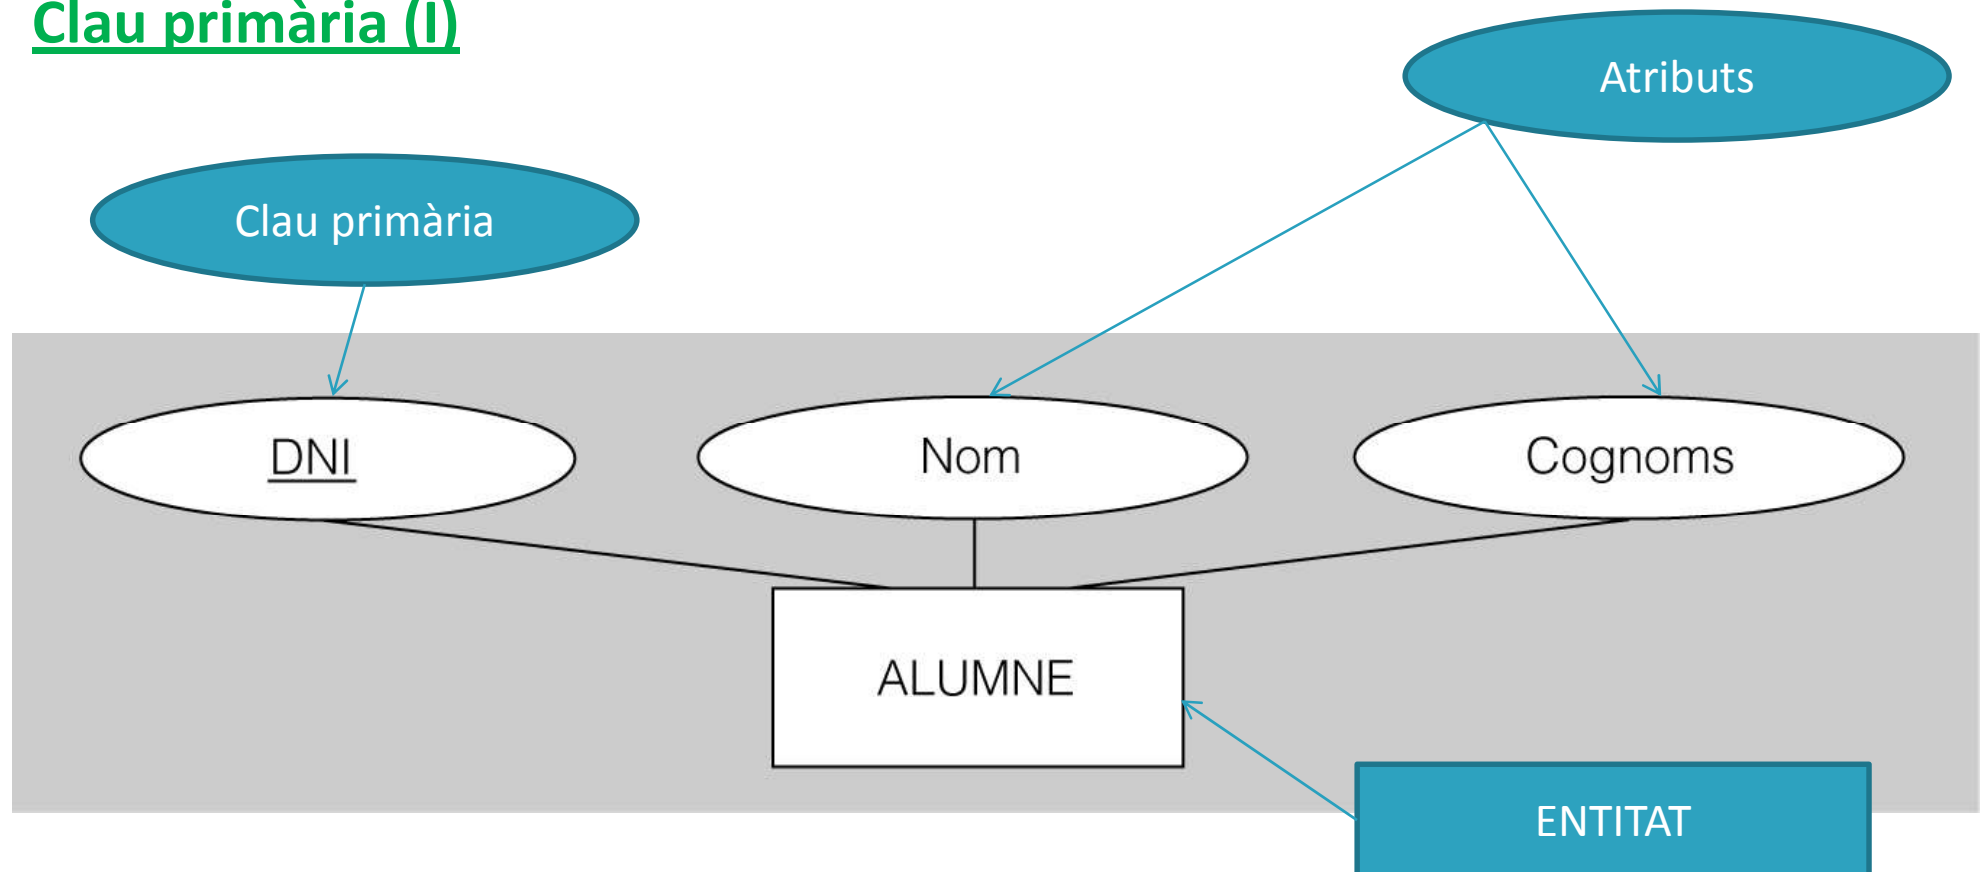 Clau primària (I)
Atributs
Clau primària
DNI
Nom
Cognoms
ALUMNE
ENTITAT